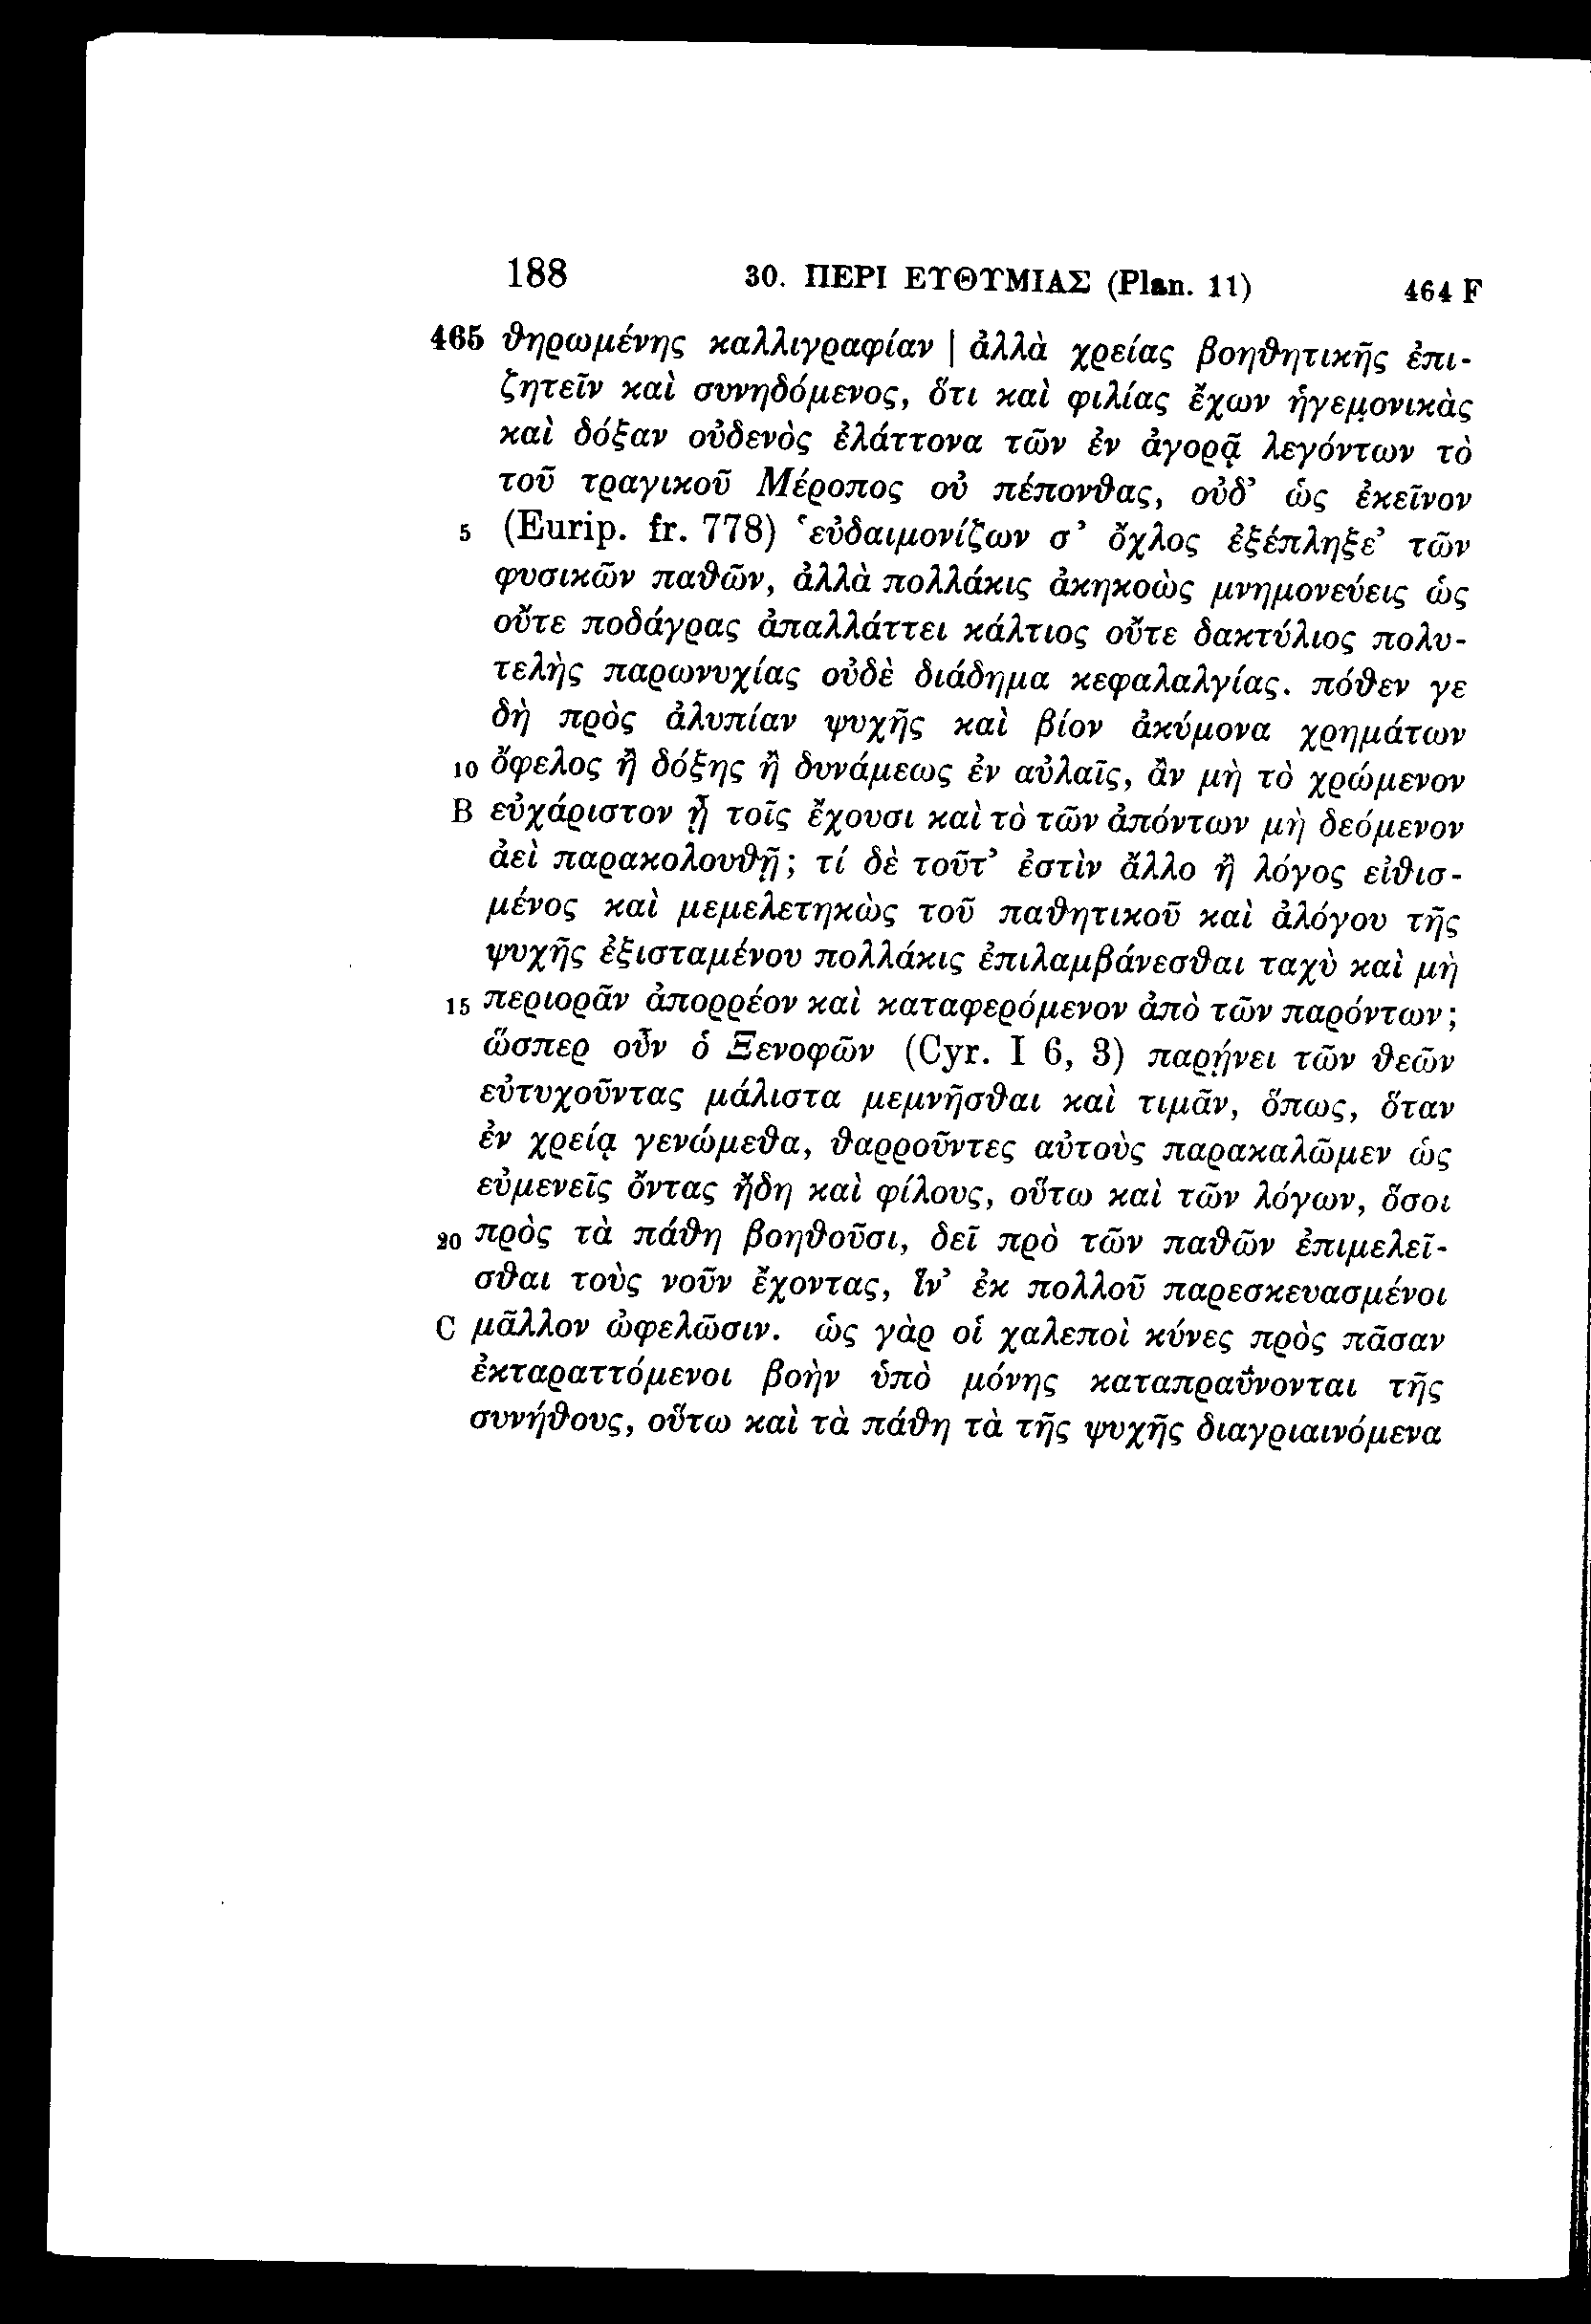 188 30. ΠΕΡΙ ΕΥΘΥΜΙΑΣ (Plan. 11) 464 F
465 θηρωμένης καλλιγραφίαν | ἀλλὰ χρείας βοηθητικῆς ἐπι-
ζητεῖν καὶ συνηδόμενος, ὅτι καὶ φιλίας ἔχων ἡγεμονικὰς
καὶ δόξαν οὐδενὸς ἐλάττονα τῶν ἐν ἀγορᾷ λεγόντων τὸ
τοῦ τραγικοῦ Μέροπος οὐ πέπονθας, οὐδ’ ὡς ἐκεῖνον
5 (Eurip. fr. 778) ‘εὐδαιμονίζων σ’ ὄχλος ἐξέπληξε’ τῶν
φυσικῶν παθῶν, ἀλλὰ πολλάκις ἀκηκοὼς μνημονεύεις ὡς
οὔτε ποδάγρας ἀπαλλάττει κάλτιος οὔτε δακτύλιος πολυ-
τελὴς παρωνυχίας οὐδὲ διάδημα κεφαλαλγίας. πόθεν γε
δὴ πρὸς ἀλυπίαν ψυχῆς καὶ βίον ἀκύμονα χρημάτων
10 ὄφελος ἢ δόξης ἢ δυνάμεως ἐν αὐλαῖς, ἂν μὴ τὸ χρώμενον
B εὐχάριστον ᾖ τοῖς ἔχουσι καὶ τὸ τῶν ἀπόντων μὴ δεόμενον
ἀεὶ παρακολουθῇ; τί δὲ τοῦτ’ ἐστὶν ἄλλο ἢ λόγος εἰθισ-
μένος καὶ μεμελετηκὼς τοῦ παθητικοῦ καὶ ἀλόγου τῆς
ψυχῆς ἐξισταμένου πολλάκις ἐπιλαμβάνεσθαι ταχὺ καὶ μὴ
15 περιορᾶν ἀπορρέον καὶ καταφερόμενον ἀπὸ τῶν παρόντων;
ὥσπερ οὖν ὁ Ξενοφῶν (Cyr. I 6, 3) παρῄνει τῶν θεῶν
εὐτυχοῦντας μάλιστα μεμνῆσθαι καὶ τιμᾶν, ὅπως, ὅταν
ἐν χρείᾳ γενώμεθα, θαρροῦντες αὐτοὺς παρακαλῶμεν ὡς
εὐμενεῖς ὄντας ἤδη καὶ φίλους, οὕτω καὶ τῶν λόγων, ὅσοι
20 πρὸς τὰ πάθη βοηθοῦσι, δεῖ πρὸ τῶν παθῶν ἐπιμελεῖ-
σθαι τοὺς νοῦν ἔχοντας, ἵν’ ἐκ πολλοῦ παρεσκευασμένοι
C μᾶλλον ὠφελῶσιν. ὡς γὰρ οἱ χαλεποὶ κύνες πρὸς πᾶσαν
ἐκταραττόμενοι βοὴν ὑπὸ μόνης καταπραΰνονται τῆς
συνήθους, οὕτω καὶ τὰ πάθη τὰ τῆς ψυχῆς διαγριαινόμενα